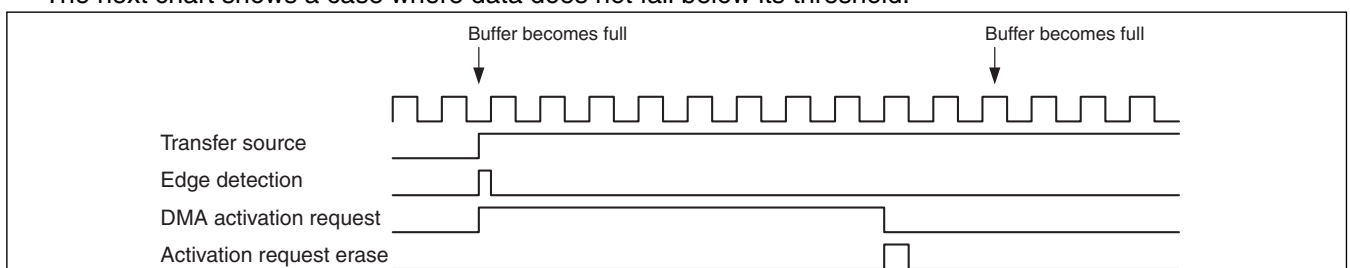 The next chart shows a case where data does not fall below its threshold.
Buffer becomes full Buffer becomes full
Transfer source
Edge detection
DMA activation request
Activation request erase